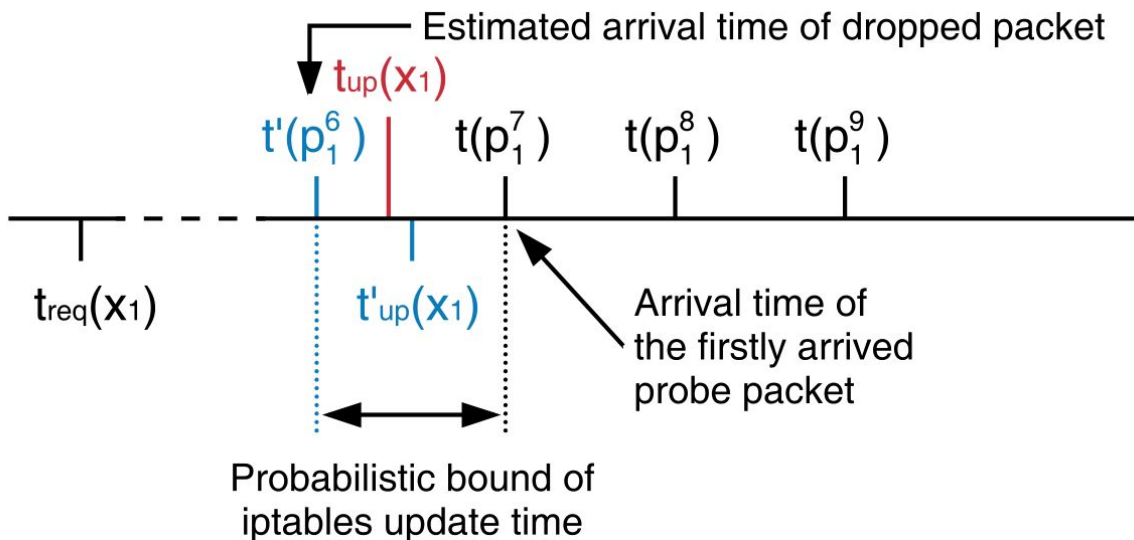 Estimated arrival time of dropped packet
tup(x1)
t'(p₁⁶) t(p₁⁷) t(p₁⁸) t(p₁⁹)
treq(x1) t'up(x1)
Arrival time of
the firstly arrived
probe packet
Probabilistic bound of
iptables update time